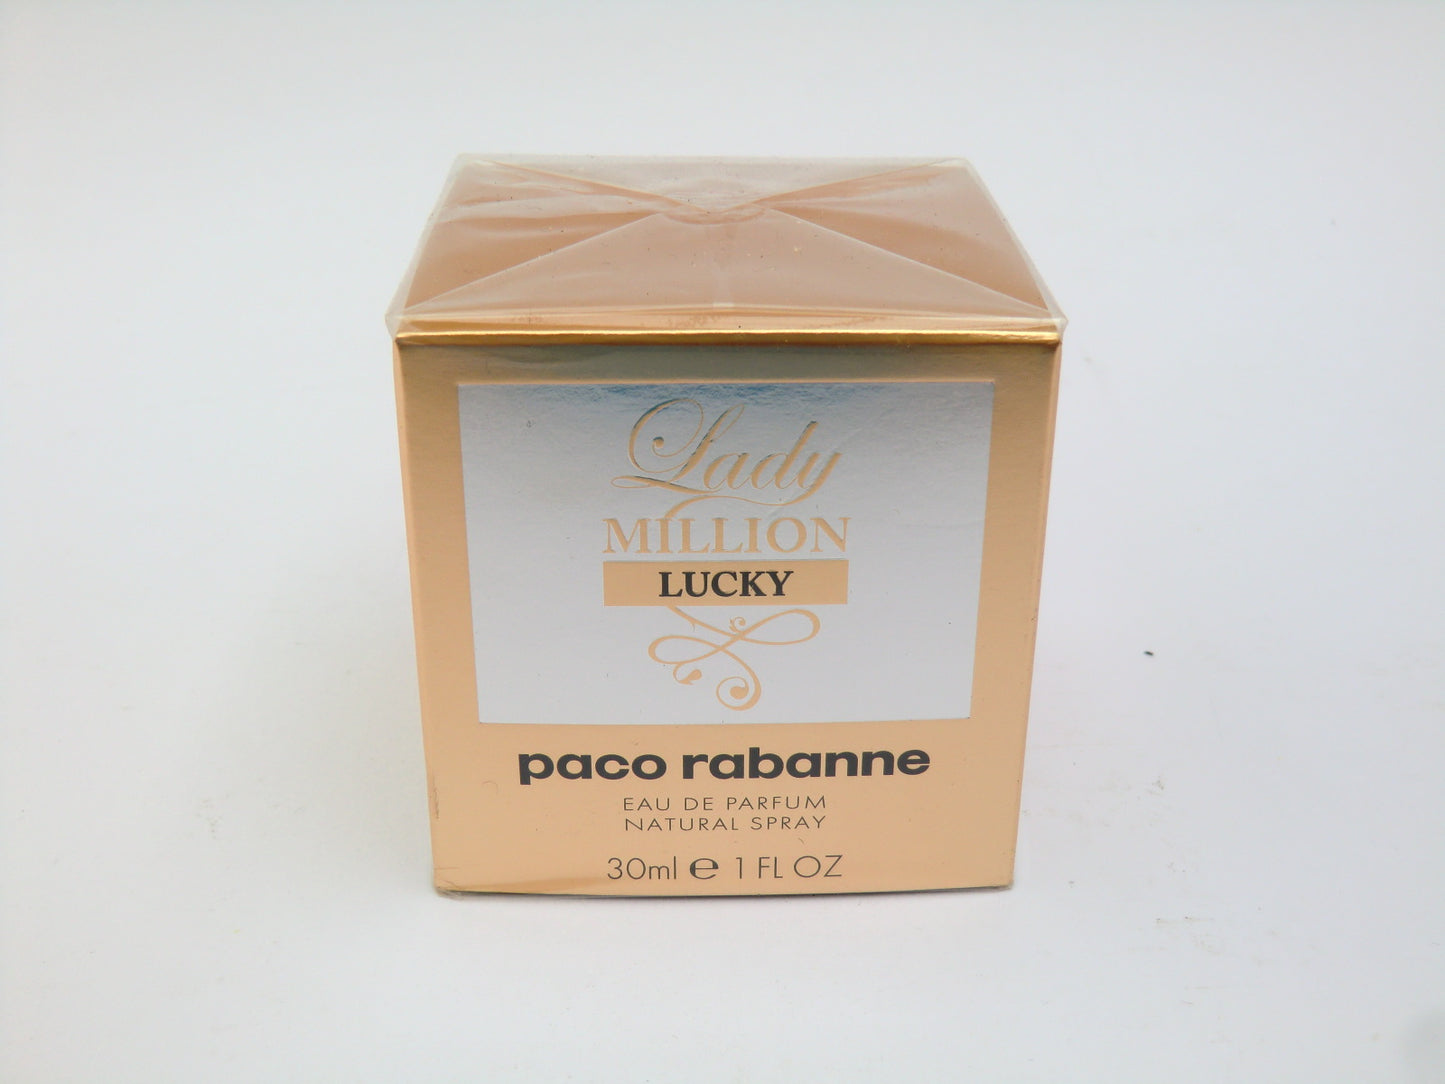 Lady
MILLION
LUCKY
paco rabanne
EAU DE PARFUM
NATURAL SPRAY
30ml ℮ 1 FL OZ